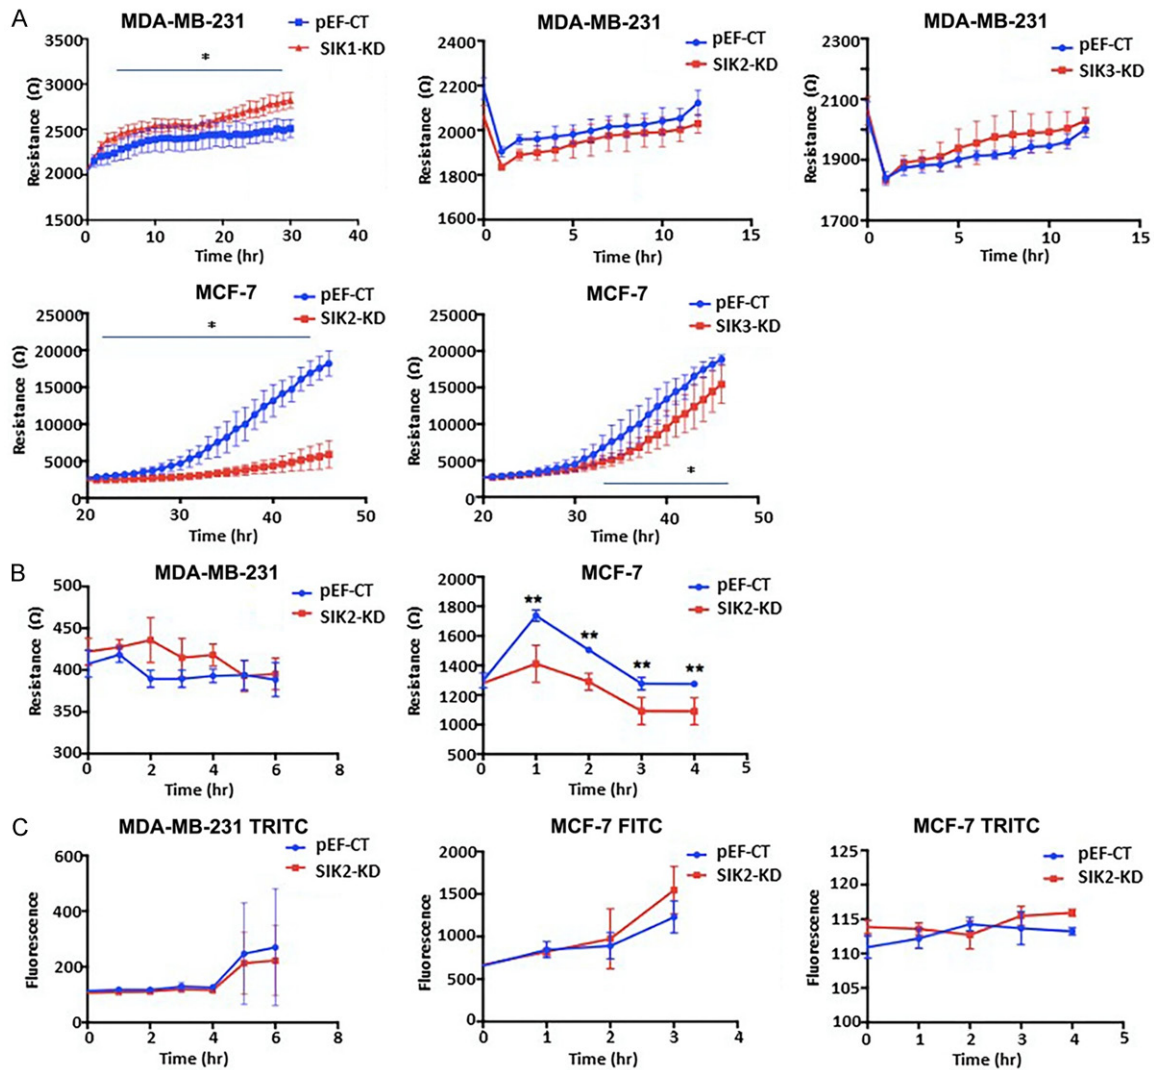 A
MDA-MB-231
pEF-CT
SIK1-KD
*
3500
3000
2500
2000
1500
Resistance (Ω)
0 10 20 30 40
Time (hr)
MDA-MB-231
pEF-CT
SIK2-KD
2400
2200
2000
1800
1600
Resistance (Ω)
0 5 10 15
Time (hr)
MDA-MB-231
pEF-CT
SIK3-KD
2300
2100
1900
1700
Resistance (Ω)
0 5 10 15
Time (hr)
MCF-7
pEF-CT
SIK2-KD
*
25000
20000
15000
10000
5000
0
Resistance (Ω)
20 30 40 50
Time (hr)
MCF-7
pEF-CT
SIK3-KD
25000
20000
15000
10000
5000
0
*
Resistance (Ω)
20 30 40 50
Time (hr)
B
MDA-MB-231
pEF-CT
SIK2-KD
500
450
400
350
300
Resistance (Ω)
0 2 4 6 8
Time (hr)
MCF-7
pEF-CT
SIK2-KD
** ** ** **
2000
1800
1600
1400
1200
1000
500
Resistance (Ω)
0 1 2 3 4 5
Time (hr)
C
MDA-MB-231 TRITC
pEF-CT
SIK2-KD
600
400
200
0
Fluorescence
0 2 4 6 8
Time (hr)
MCF-7 FITC
pEF-CT
SIK2-KD
2000
1500
1000
500
0
Fluorescence
0 1 2 3 4
Time (hr)
MCF-7 TRITC
pEF-CT
SIK2-KD
125
120
115
110
105
100
Fluorescence
0 1 2 3 4 5
Time (hr)